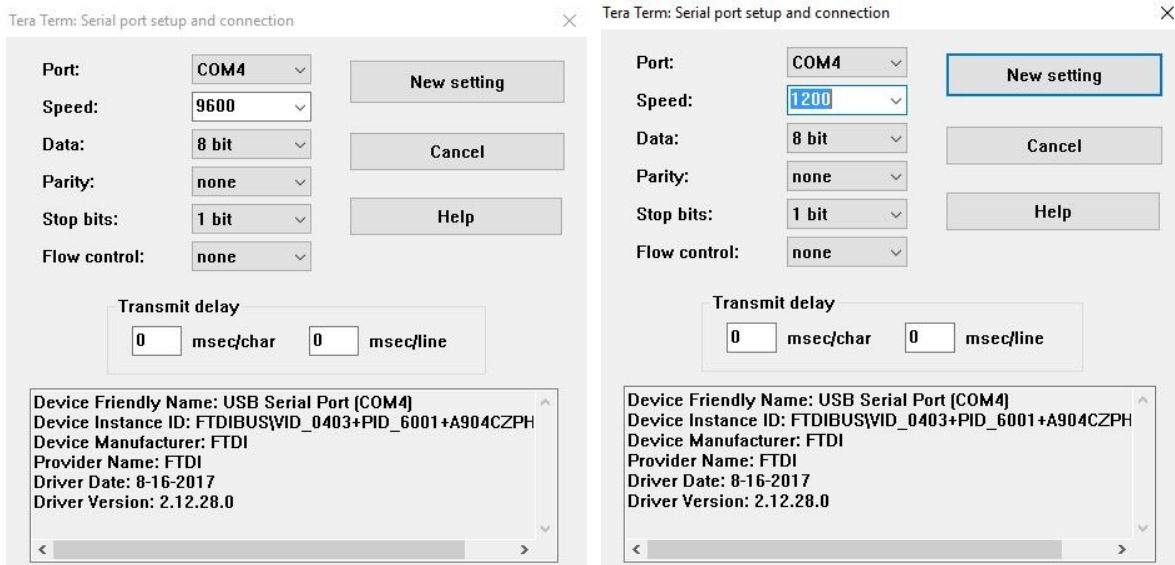 Tera Term: Serial port setup and connection
Port: COM4
New setting
Speed: 9600
Data: 8 bit
Cancel
Parity: none
Stop bits: 1 bit
Help
Flow control: none
Transmit delay
0 msec/char 0 msec/line
Device Friendly Name: USB Serial Port (COM4)
Device Instance ID: FTDIBUS\VID_0403+PID_6001+A904CZPH
Device Manufacturer: FTDI
Provider Name: FTDI
Driver Date: 8-16-2017
Driver Version: 2.12.28.0
Tera Term: Serial port setup and connection
Port: COM4
New setting
Speed: 1200
Data: 8 bit
Cancel
Parity: none
Stop bits: 1 bit
Help
Flow control: none
Transmit delay
0 msec/char 0 msec/line
Device Friendly Name: USB Serial Port (COM4)
Device Instance ID: FTDIBUS\VID_0403+PID_6001+A904CZPH
Device Manufacturer: FTDI
Provider Name: FTDI
Driver Date: 8-16-2017
Driver Version: 2.12.28.0